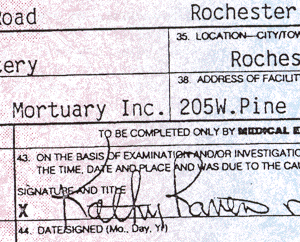 Road Rochester
35. LOCATION—CITY/TOW
tery Roches
38. ADDRESS OF FACILIT
Mortuary Inc. 205W.Pine
TO BE COMPLETED ONLY BY MEDICAL E
43. ON THE BASIS OF EXAMINATION AND/OR INVESTIGATIO
THE TIME, DATE AND PLACE AND WAS DUE TO THE CAU
SIGNATURE AND TITLE
X Kathy
44. DATE SIGNED (Mo., Day, Yr)